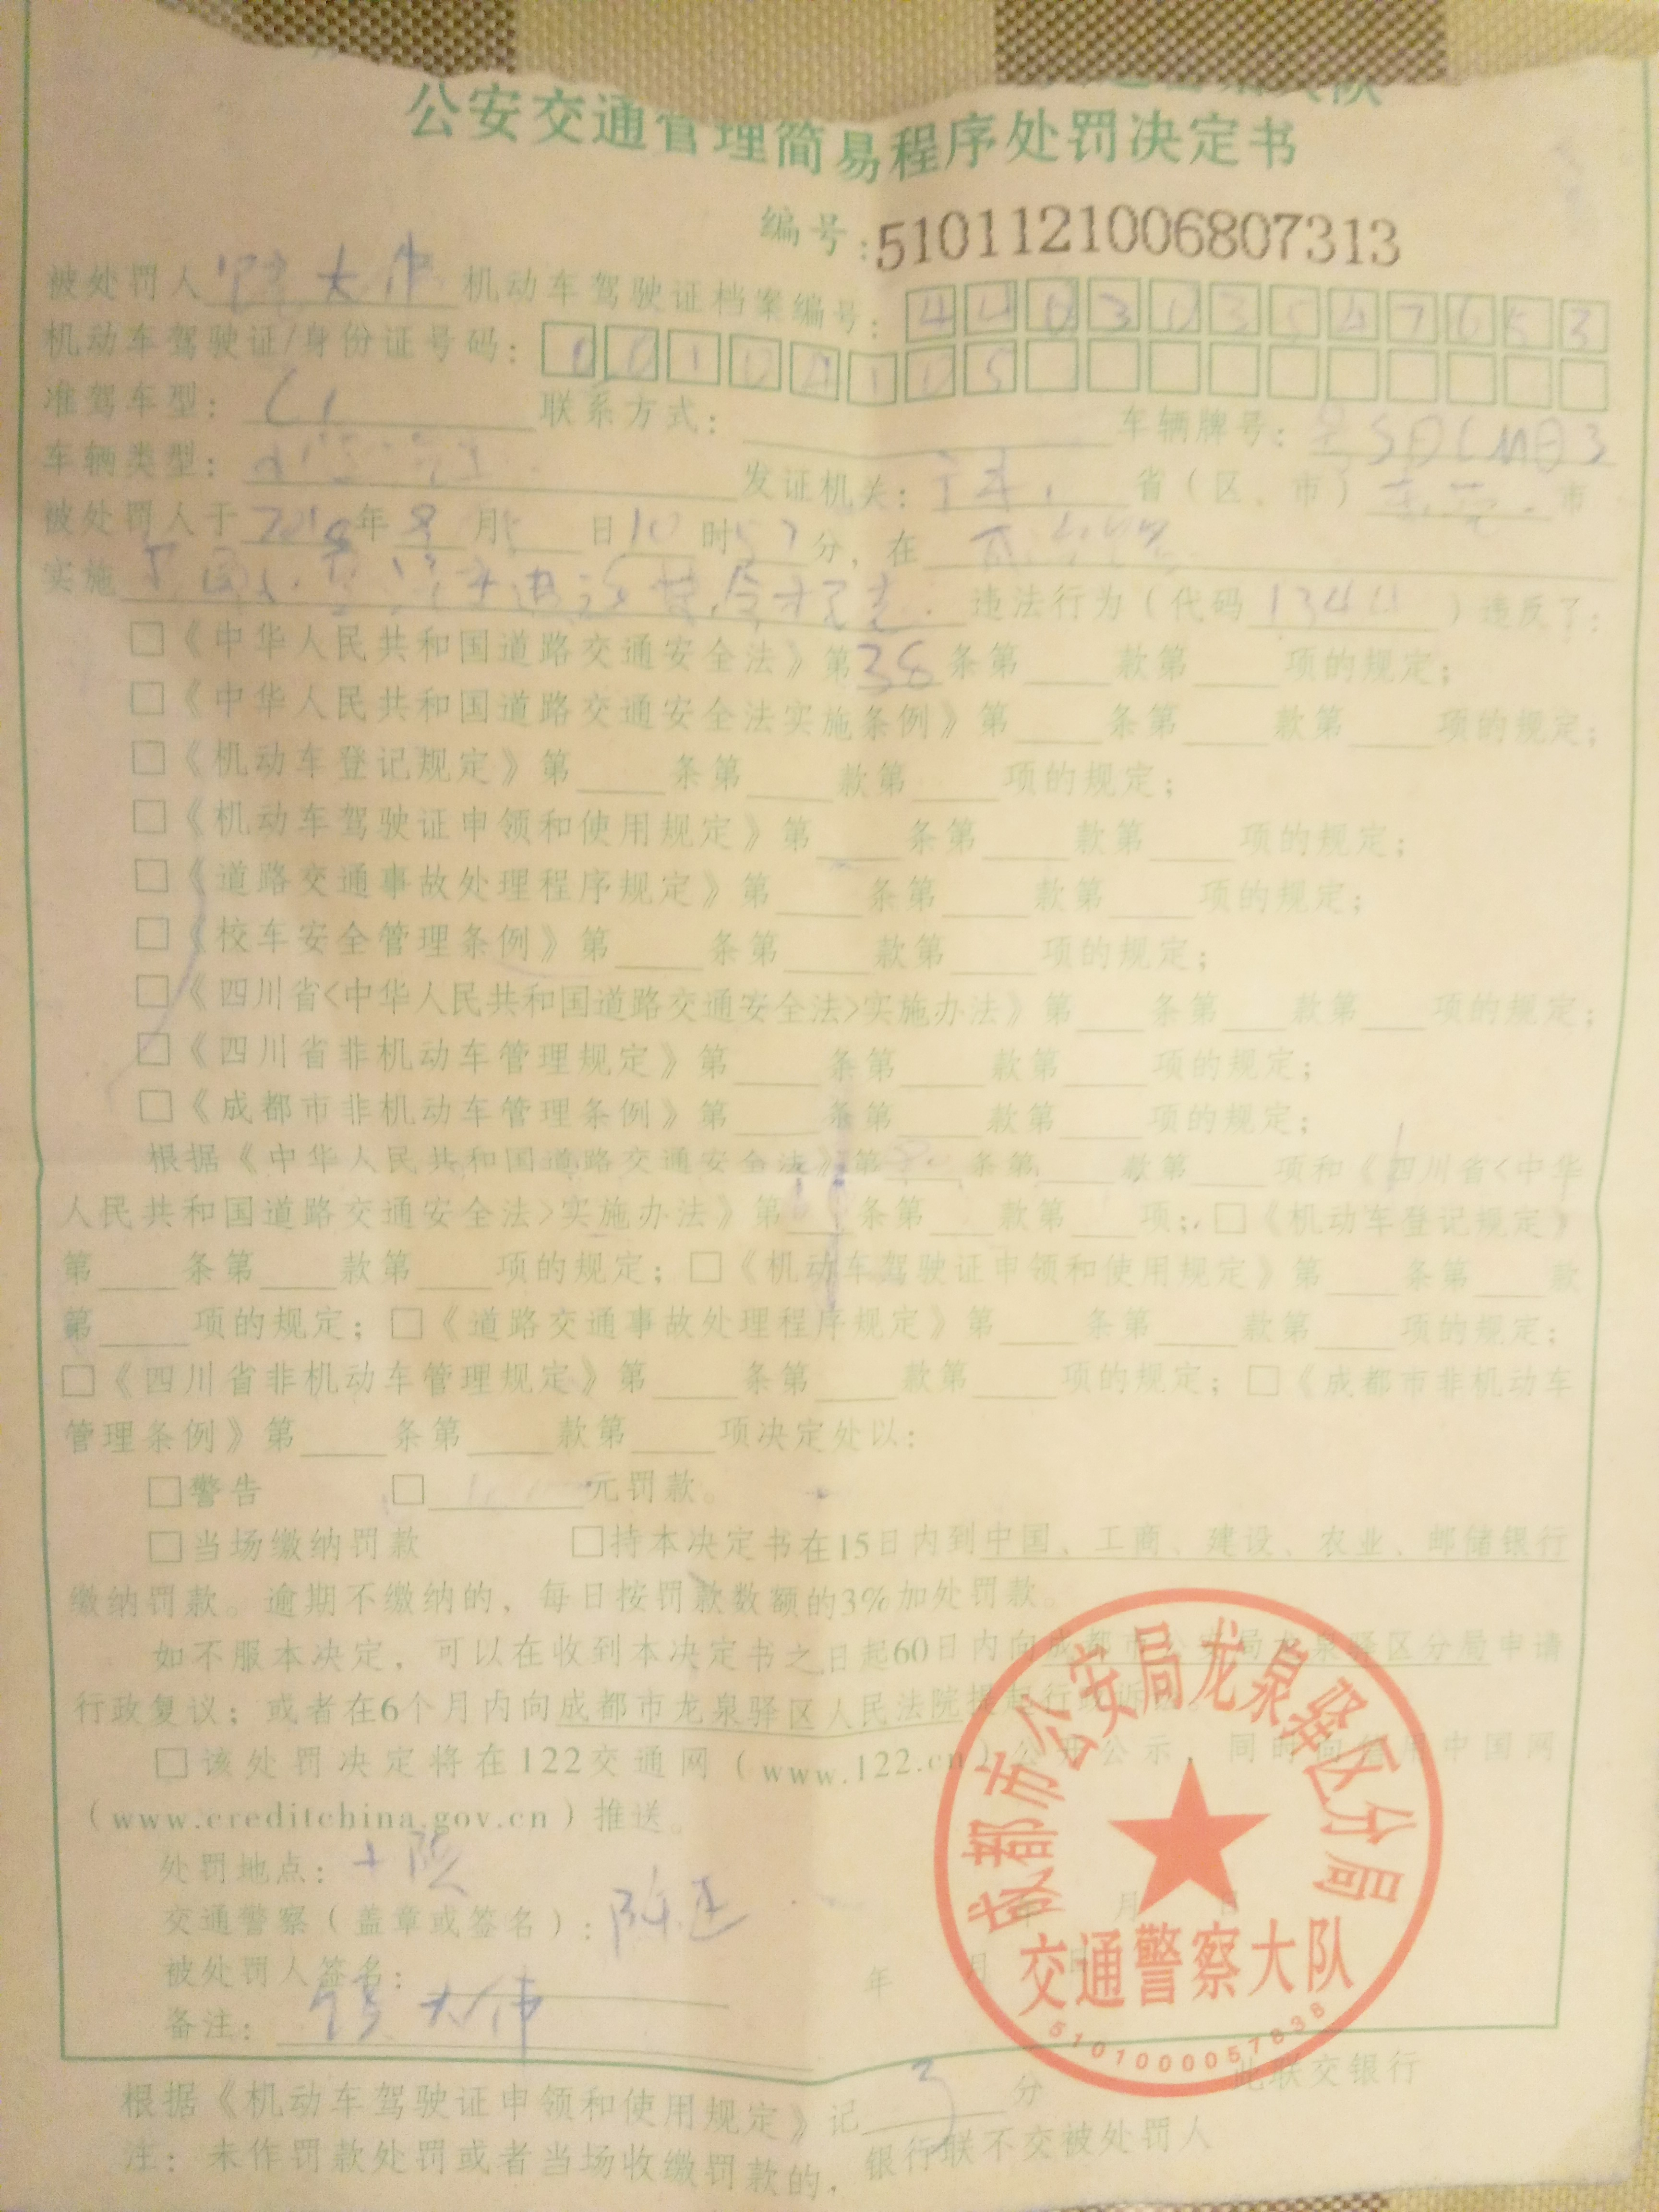 公安交通管理简易程序处罚决定书
编号:5101121006807313
被处罚人 大伟 机动车驾驶证档案编号: 440303547653
机动车驾驶证/身份证号码:
准驾车型: C1 联系方式: 车辆牌号:
车辆类型: 发证机关: 省(区、市) 市
被处罚人于 年 8 月 日 10 时 分,在
实施 违法行为(代码 1344 )违反了:
□《中华人民共和国道路交通安全法》第 38 条第 款第 项的规定;
□《中华人民共和国道路交通安全法实施条例》第 条第 款第 项的规定;
□《机动车登记规定》第 条第 款第 项的规定;
□《机动车驾驶证申领和使用规定》第 条第 款第 项的规定;
□《道路交通事故处理程序规定》第 条第 款第 项的规定;
□《校车安全管理条例》第 条第 款第 项的规定;
□《四川省<中华人民共和国道路交通安全法>实施办法》第 条第 款第 项的规定;
□《四川省非机动车管理规定》第 条第 款第 项的规定;
□《成都市非机动车管理条例》第 条第 款第 项的规定;
根据《中华人民共和国道路交通安全法》第 条第 款第 项和《四川省<中华
人民共和国道路交通安全法>实施办法》第 条第 款第 项;□《机动车登记规定》
第 条第 款第 项的规定;□《机动车驾驶证申领和使用规定》第 条第 款
第 项的规定;□《道路交通事故处理程序规定》第 条第 款第 项的规定;
□《四川省非机动车管理规定》第 条第 款第 项的规定;□《成都市非机动车
管理条例》第 条第 款第 项决定处以:
□警告 □ 元罚款。
□当场缴纳罚款 □持本决定书在15日内到中国、工商、建设、农业、邮储银行
缴纳罚款。逾期不缴纳的,每日按罚款数额的3%加处罚款。
如不服本决定,可以在收到本决定书之日起60日内向成都市公安局龙泉驿区分局申请
行政复议;或者在6个月内向成都市龙泉驿区人民法院提起行政诉讼。
□该处罚决定将在122交通网(www.122.cn)公开公示,同时向信用中国网
(www.creditchina.gov.cn)推送。
处罚地点:
交通警察(盖章或签名): 年 月 日
被处罚人签名: 年 月 日
备注: 大伟
成都市公安局龙泉驿区分局
交通警察大队
5101000057836
此联交银行
根据《机动车驾驶证申领和使用规定》记 3 分
注:未作罚款处罚或者当场收缴罚款的,银行联不交被处罚人